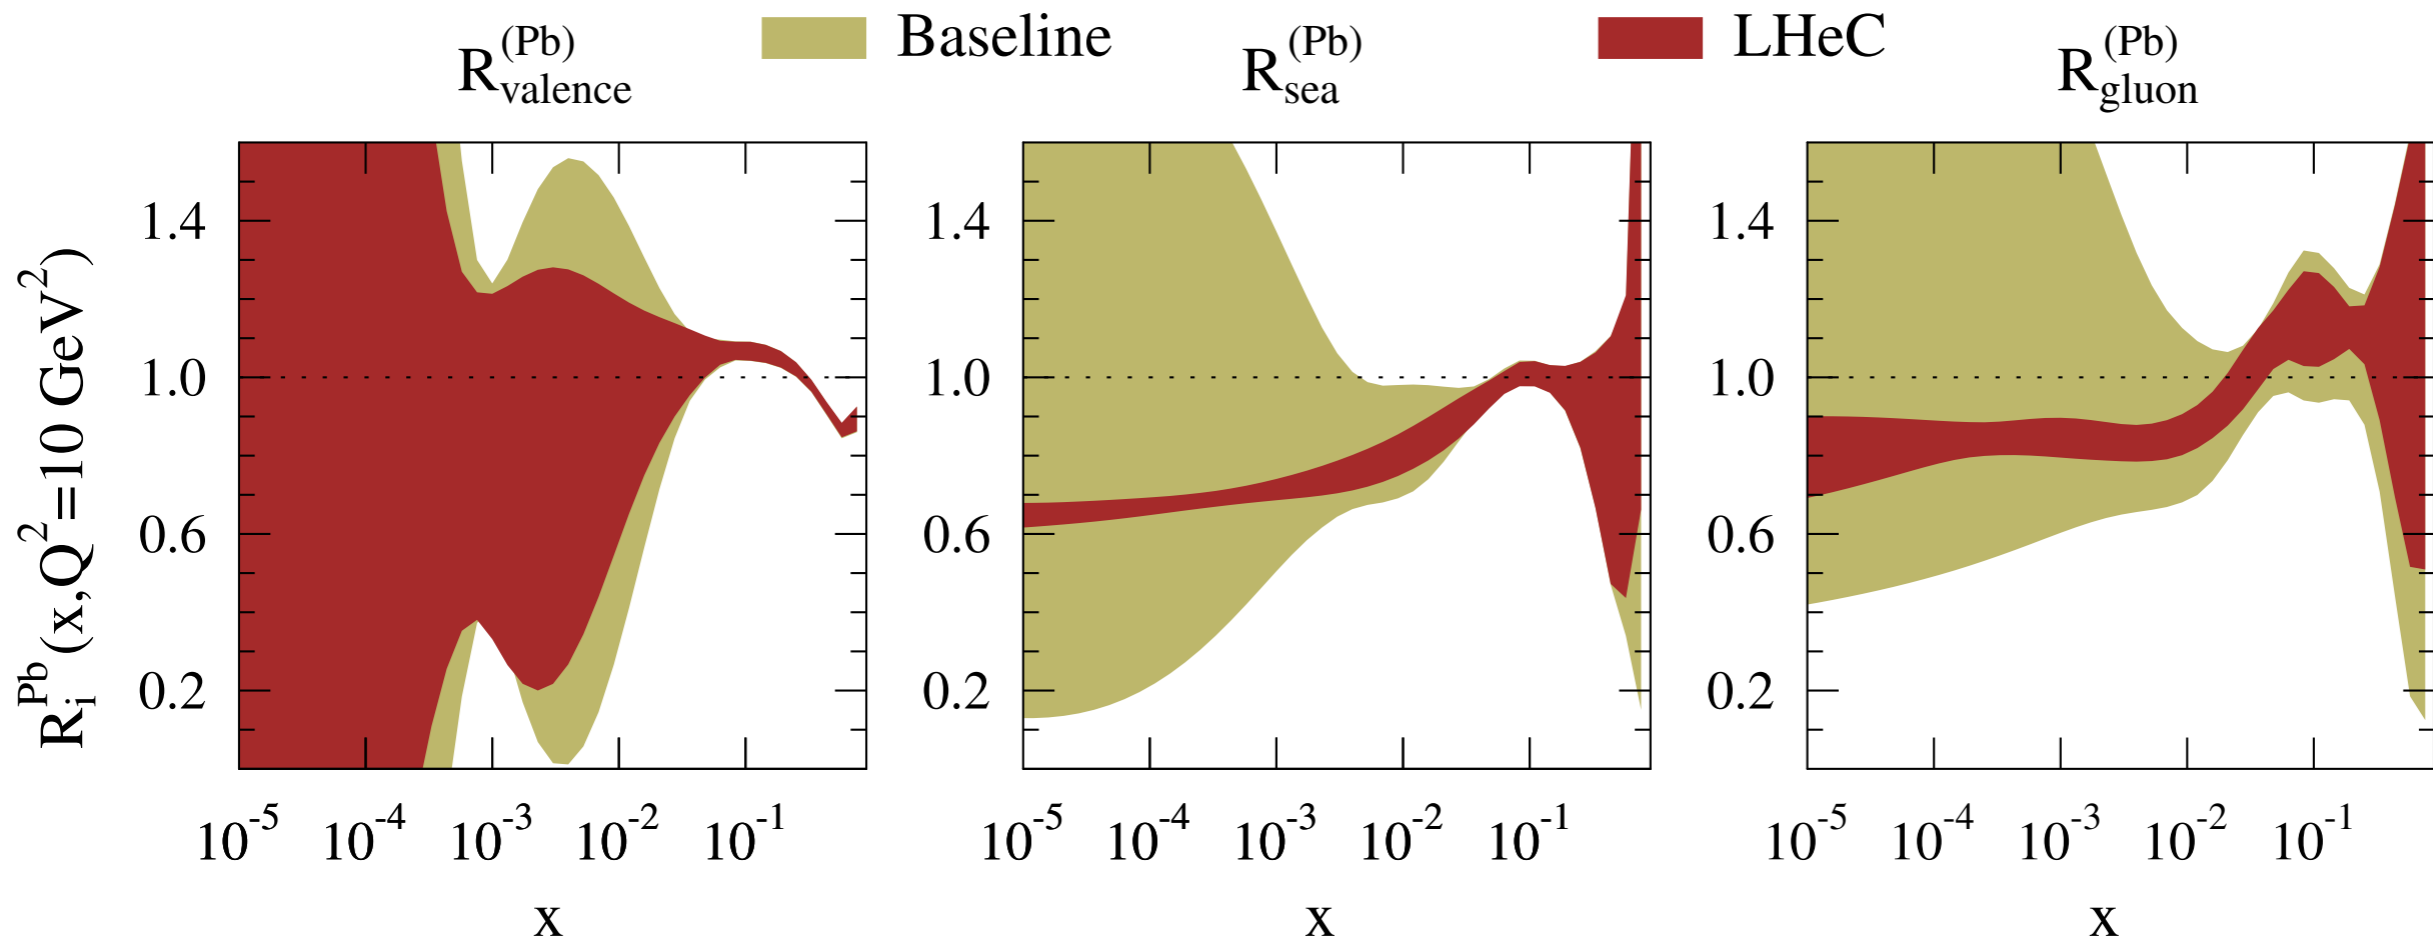 Baseline LHeC
R_valence^(Pb) R_sea^(Pb) R_gluon^(Pb)
R_i^Pb(x,Q^2=10 GeV^2)
1.4 1.4 1.4
1.0 1.0 1.0
0.6 0.6 0.6
0.2 0.2 0.2
10^-5 10^-4 10^-3 10^-2 10^-1 10^-5 10^-4 10^-3 10^-2 10^-1 10^-5 10^-4 10^-3 10^-2 10^-1
x x x